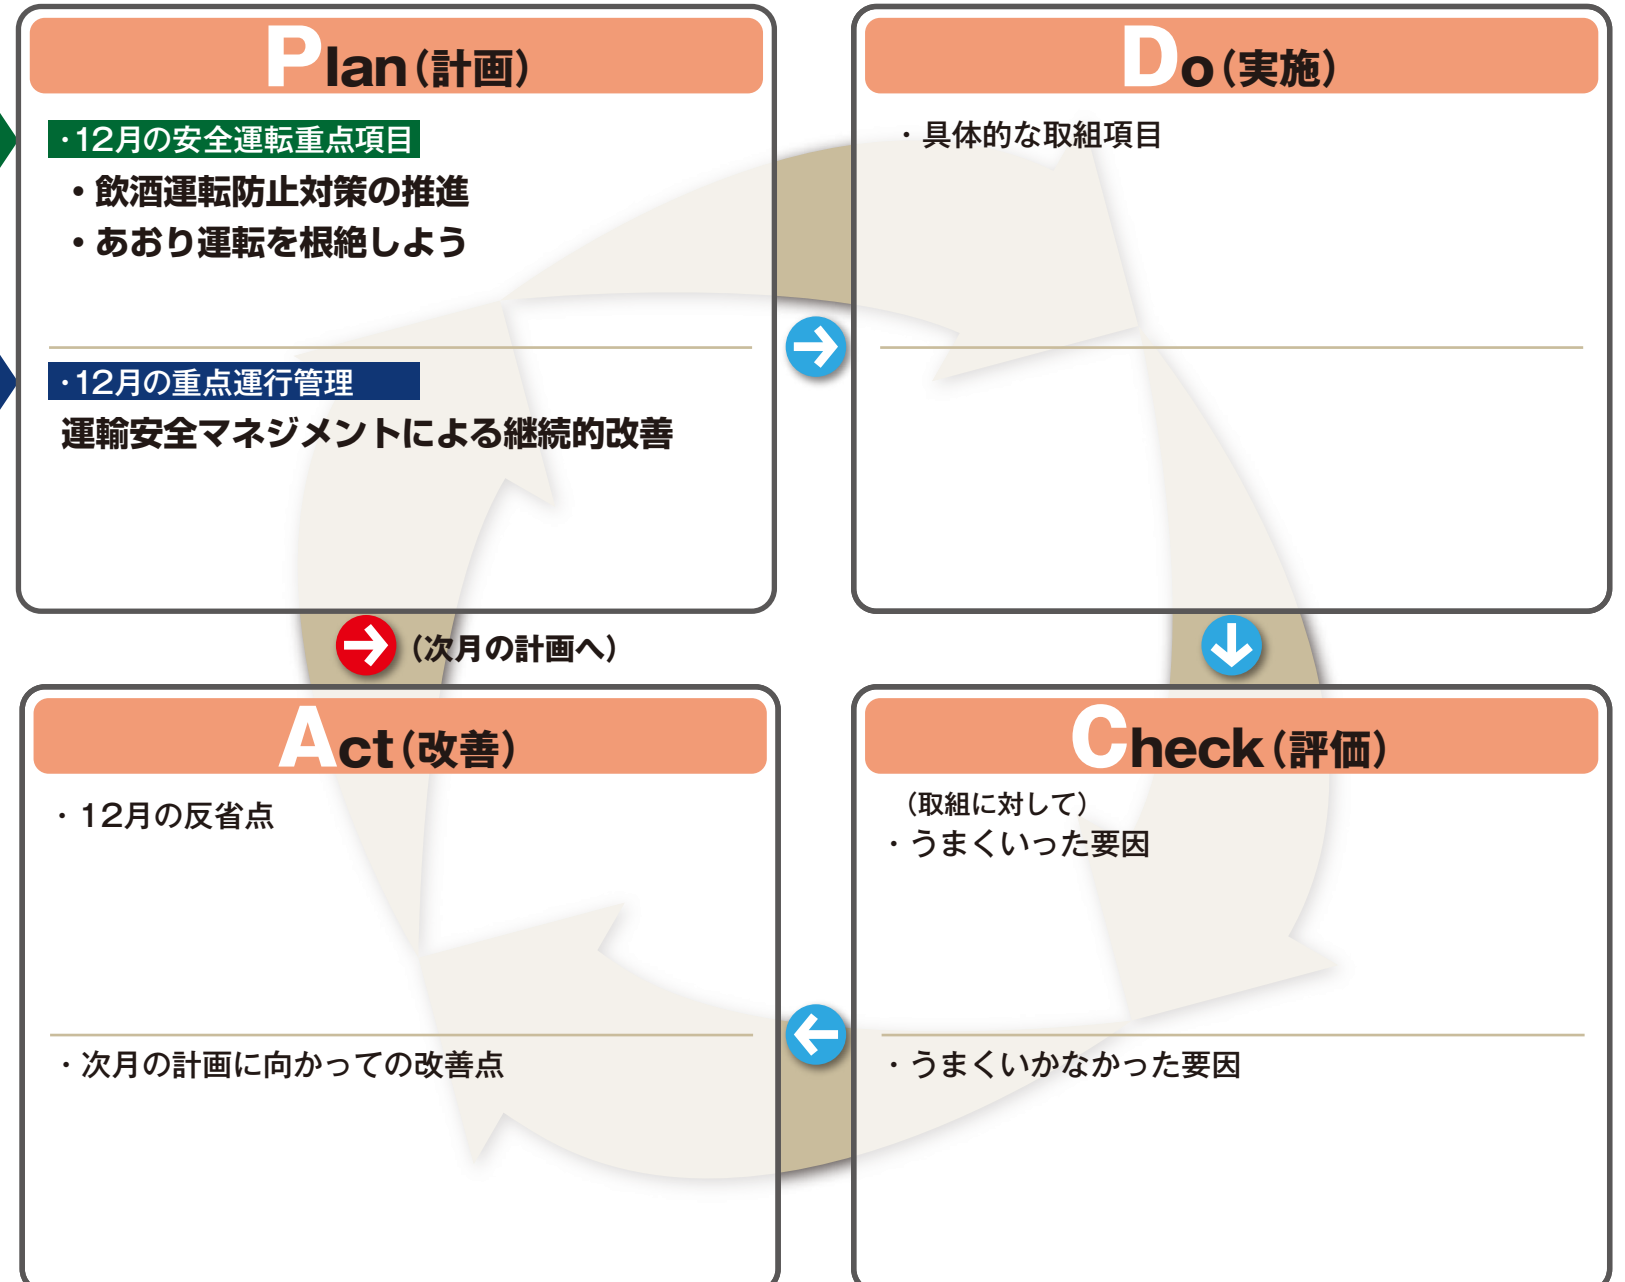 Plan（計画）
・12月の安全運転重点項目
・飲酒運転防止対策の推進
・あおり運転を根絶しよう
・12月の重点運行管理
運輸安全マネジメントによる継続的改善
Do（実施）
・具体的な取組項目
（次月の計画へ）
Act（改善）
・12月の反省点
・次月の計画に向かっての改善点
Check（評価）
（取組に対して）
・うまくいった要因
・うまくいかなかった要因